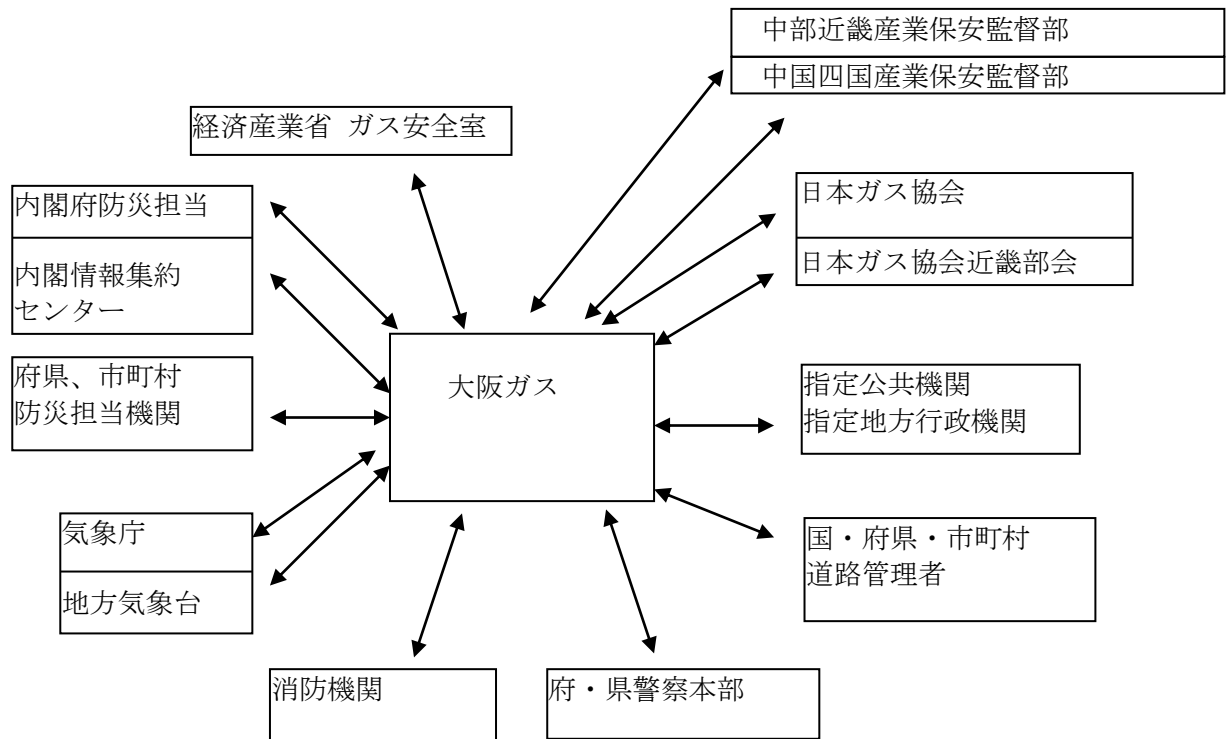 中部近畿産業保安監督部
中国四国産業保安監督部
経済産業省 ガス安全室
内閣府防災担当
内閣情報集約
センター
日本ガス協会
日本ガス協会近畿部会
府県、市町村
防災担当機関
大阪ガス
指定公共機関
指定地方行政機関
気象庁
地方気象台
国・府県・市町村
道路管理者
消防機関
府・県警察本部